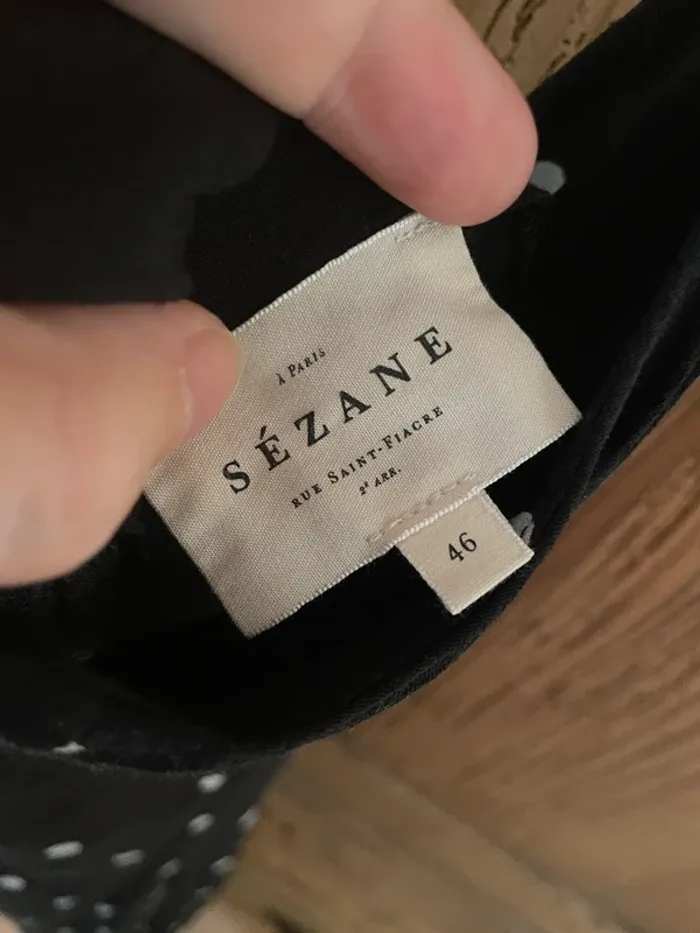 À PARIS
SÉZANE
RUE SAINT-FIACRE
2ᵉ ARR.
46